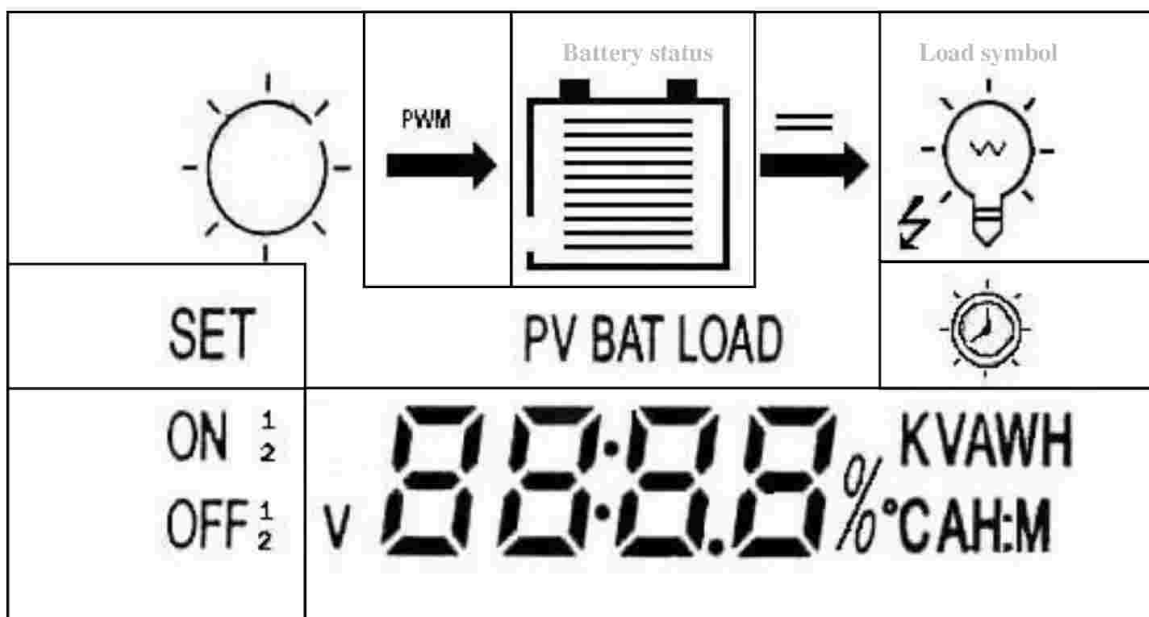 Battery status
Load symbol
PWM
SET
PV BAT LOAD
ON 1 2
OFF 1 2
V 88:8.8 % KVAWH
°C AH:M